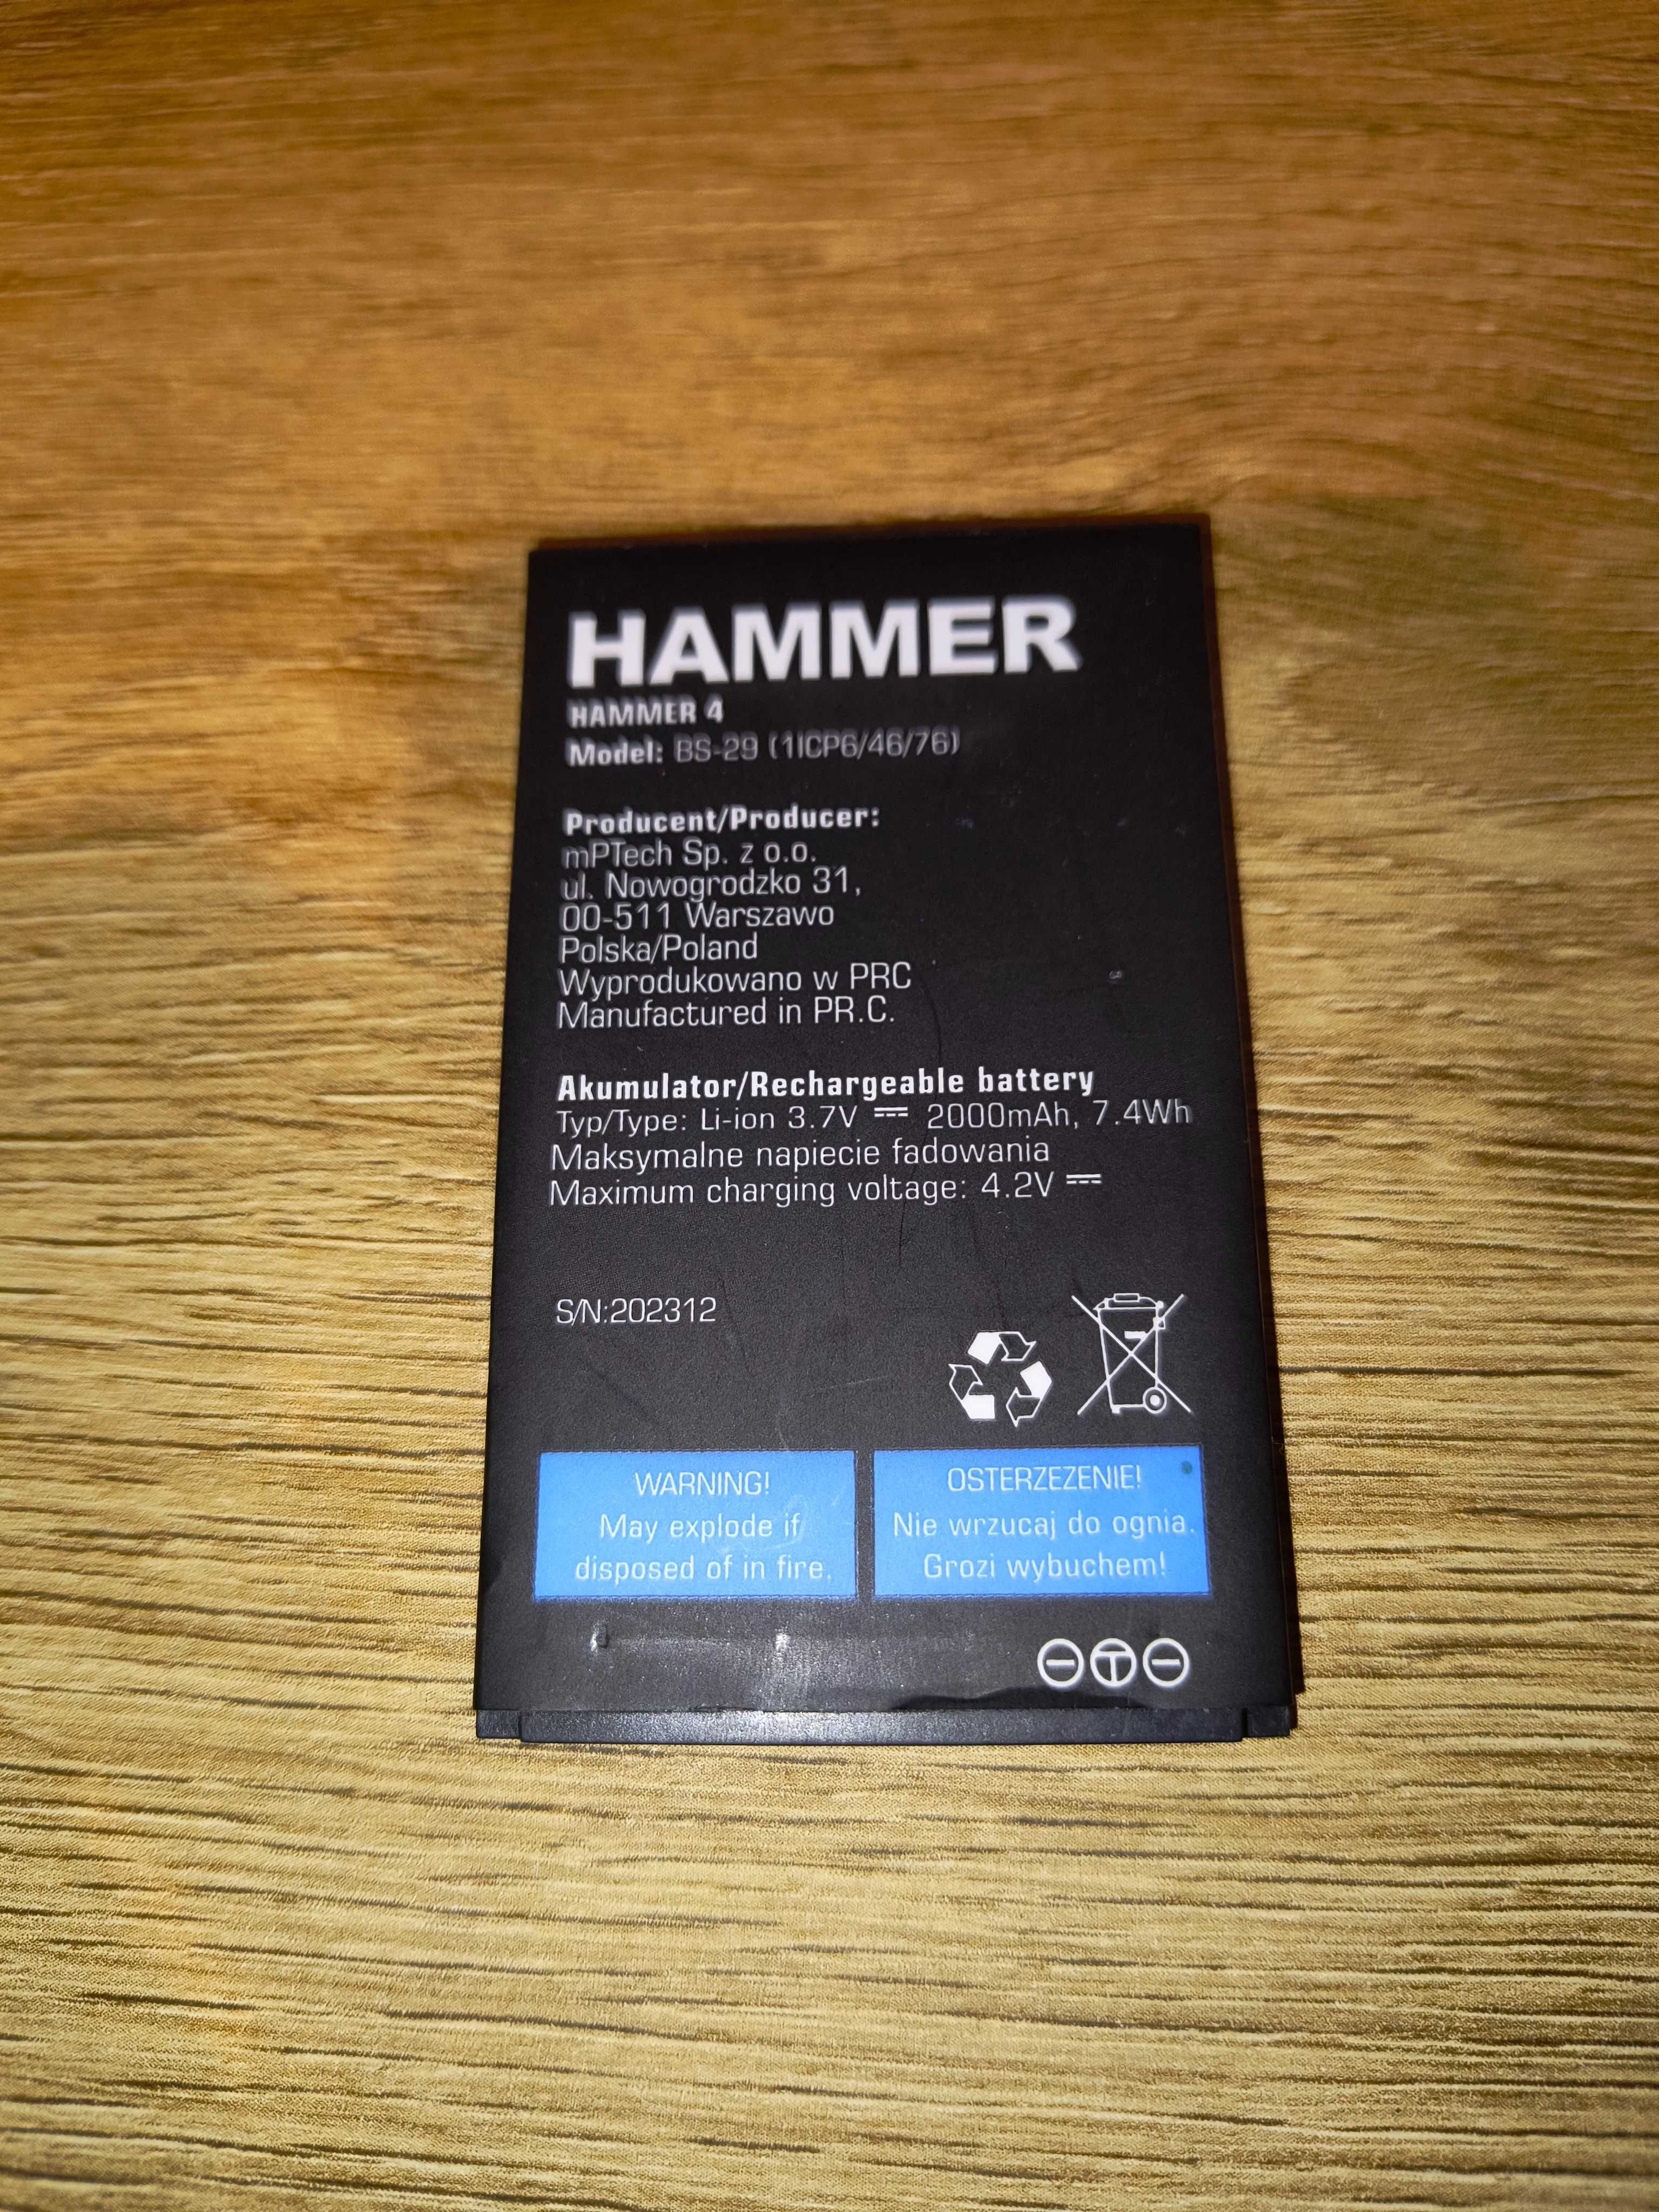 HAMMER
HAMMER 4
Model: BS-29 (1ICP6/46/76)
Producent/Producer:
mPTech Sp. z o.o.
ul. Nowogrodzko 31,
00-511 Warszawo
Polska/Poland
Wyprodukowano w PRC
Manufactured in PR.C.
Akumulator/Rechargeable battery
Typ/Type: Li-ion 3.7V ⎓ 2000mAh, 7.4Wh
Maksymalne napiecie fadowania
Maximum charging voltage: 4.2V ⎓
S/N:202312
WARNING!
May explode if
disposed of in fire.
OSTERZEZENIE!
Nie wrzucaj do ognia.
Grozi wybuchem!